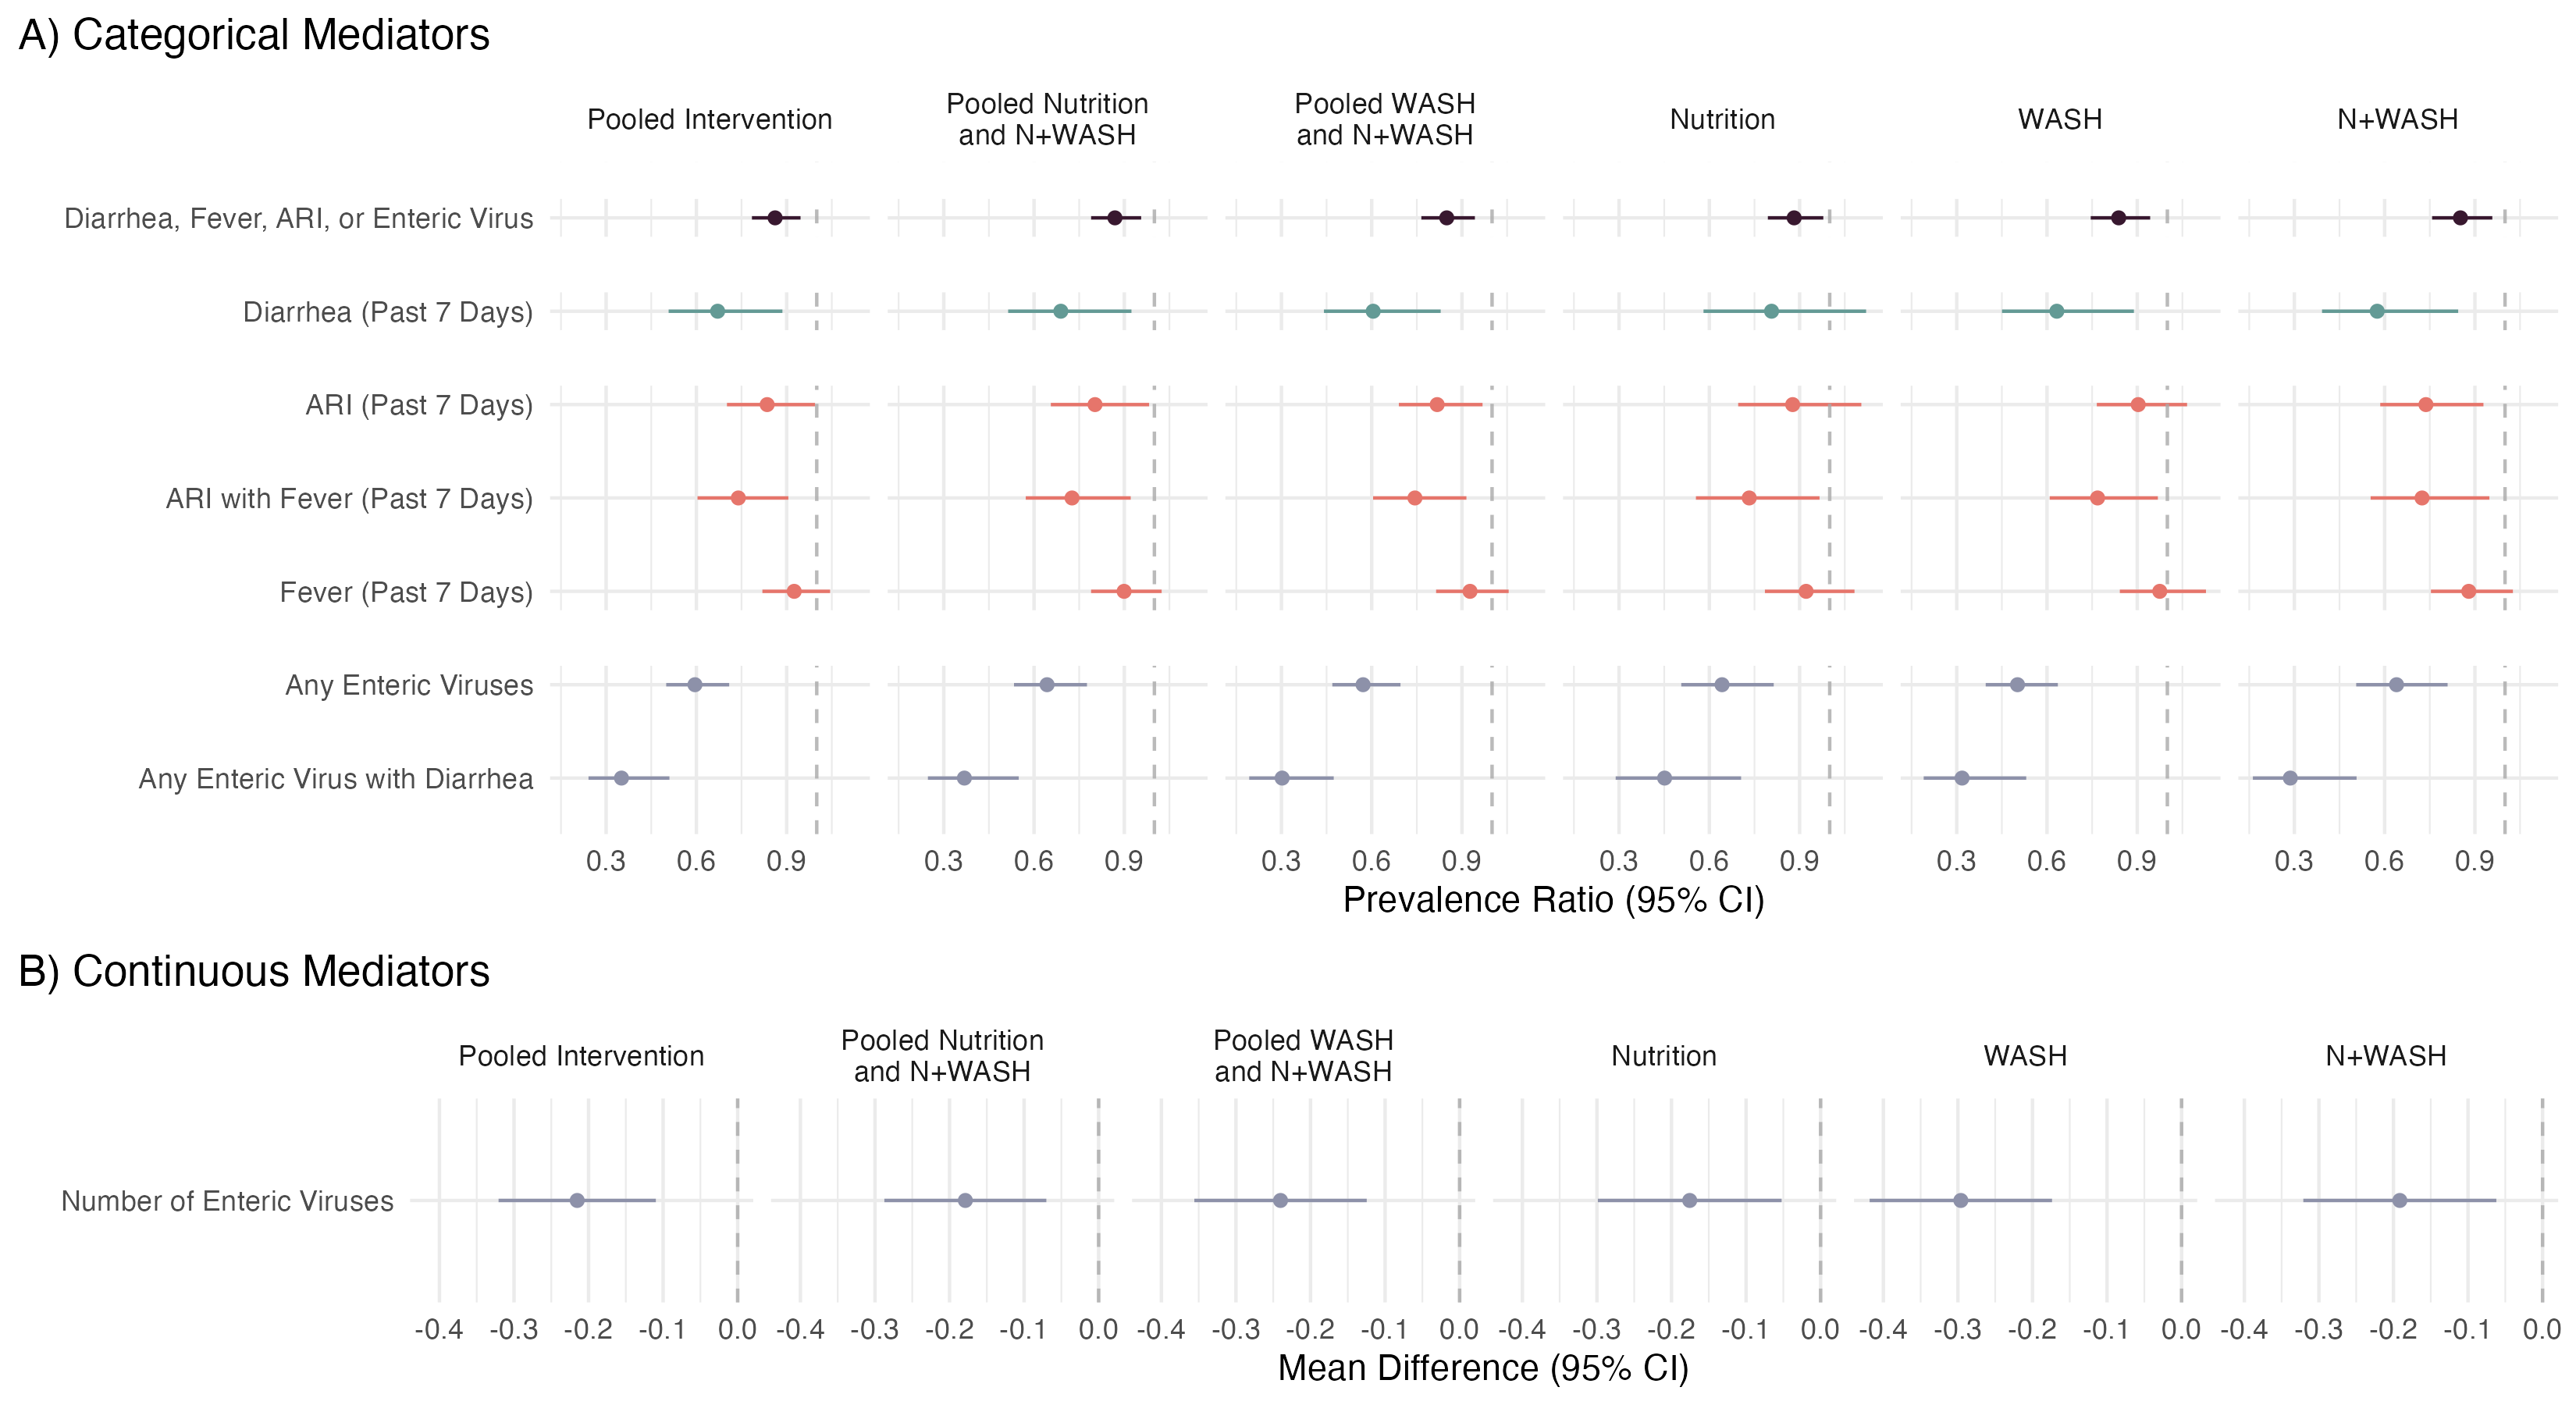 A) Categorical Mediators
Pooled Intervention
Pooled Nutrition
and N+WASH
Pooled WASH
and N+WASH
Nutrition
WASH
N+WASH
Diarrhea, Fever, ARI, or Enteric Virus
Diarrhea (Past 7 Days)
ARI (Past 7 Days)
ARI with Fever (Past 7 Days)
Fever (Past 7 Days)
Any Enteric Viruses
Any Enteric Virus with Diarrhea
0.3 0.6 0.9 0.3 0.6 0.9 0.3 0.6 0.9 0.3 0.6 0.9 0.3 0.6 0.9 0.3 0.6 0.9
Prevalence Ratio (95% CI)
B) Continuous Mediators
Pooled Intervention
Pooled Nutrition
and N+WASH
Pooled WASH
and N+WASH
Nutrition
WASH
N+WASH
Number of Enteric Viruses
-0.4 -0.3 -0.2 -0.1 0.0 -0.4 -0.3 -0.2 -0.1 0.0 -0.4 -0.3 -0.2 -0.1 0.0 -0.4 -0.3 -0.2 -0.1 0.0 -0.4 -0.3 -0.2 -0.1 0.0 -0.4 -0.3 -0.2 -0.1 0.0
Mean Difference (95% CI)